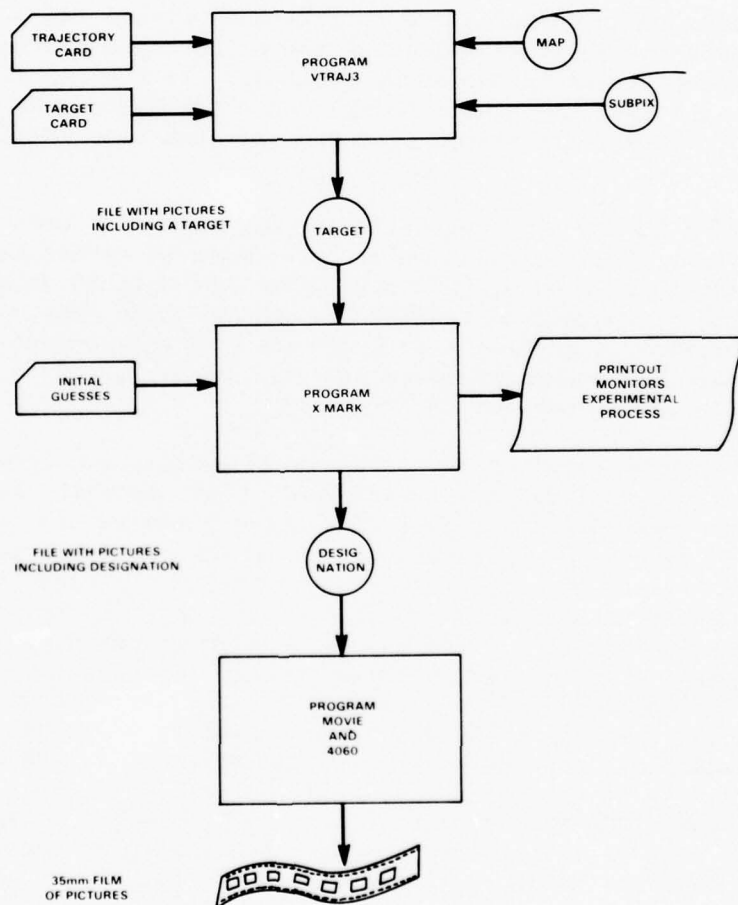 TRAJECTORY
CARD
PROGRAM
VTRAJ3
MAP
TARGET
CARD
SUBPIX
FILE WITH PICTURES
INCLUDING A TARGET
TARGET
INITIAL
GUESSES
PROGRAM
X MARK
PRINTOUT
MONITORS
EXPERIMENTAL
PROCESS
FILE WITH PICTURES
INCLUDING DESIGNATION
DESIG
NATION
PROGRAM
MOVIE
AND
4060
35mm FILM
OF PICTURES